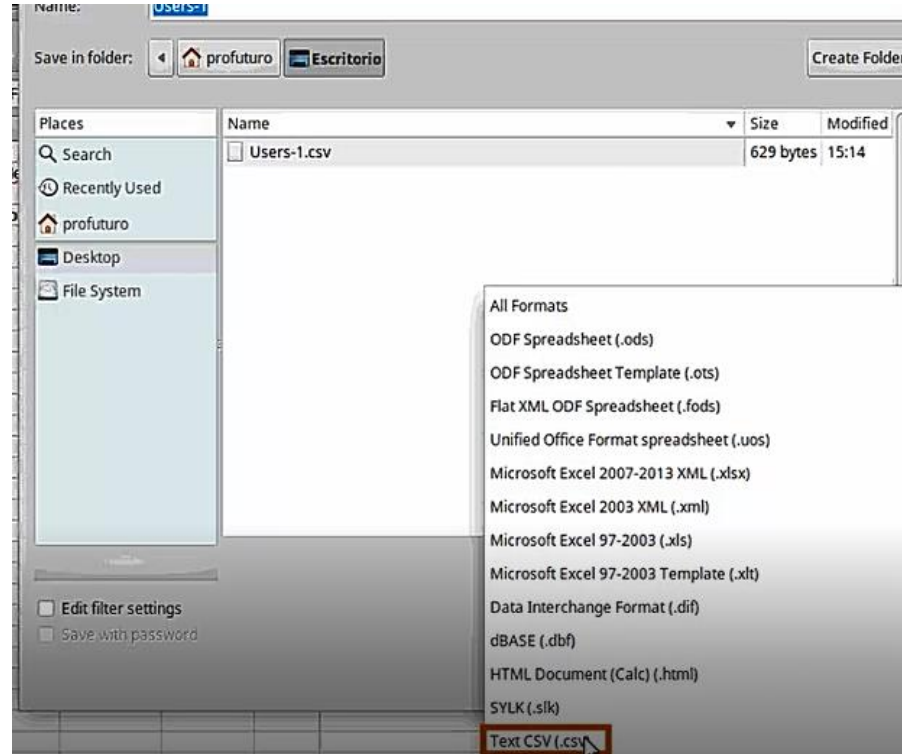 Name: Users-1
Save in folder: profuturo Escritorio Create Folder
Places
Search
Recently Used
profuturo
Desktop
File System
Name Size Modified
Users-1.csv 629 bytes 15:14
All Formats
ODF Spreadsheet (.ods)
ODF Spreadsheet Template (.ots)
Flat XML ODF Spreadsheet (.fods)
Unified Office Format spreadsheet (.uos)
Microsoft Excel 2007-2013 XML (.xlsx)
Microsoft Excel 2003 XML (.xml)
Microsoft Excel 97-2003 (.xls)
Microsoft Excel 97-2003 Template (.xlt)
Data Interchange Format (.dif)
dBASE (.dbf)
HTML Document (Calc) (.html)
SYLK (.slk)
Text CSV (.csv
Edit filter settings
Save with password